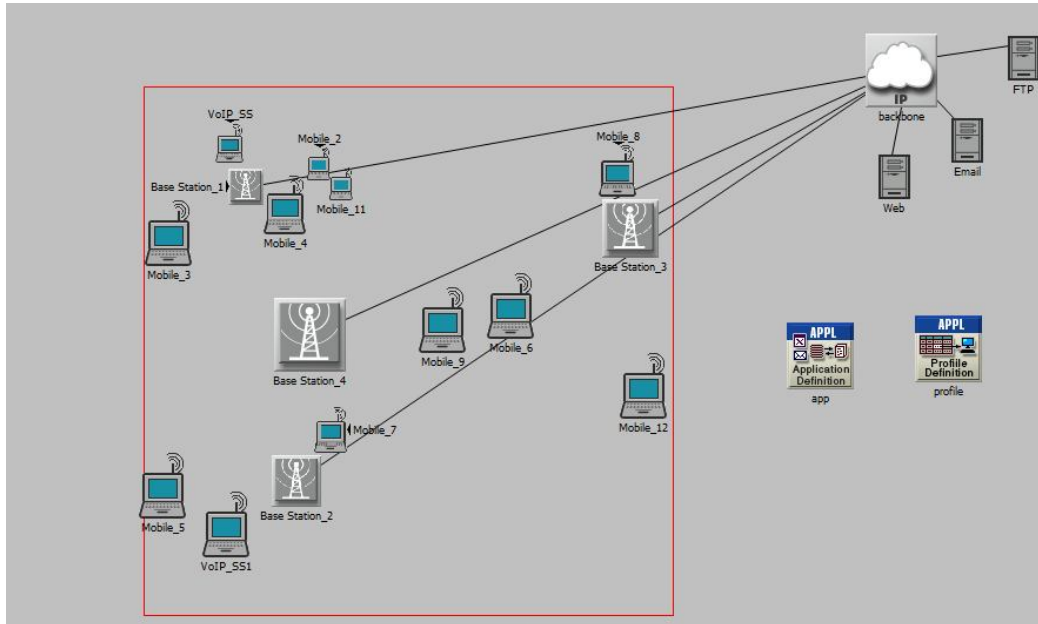 FTP
IP
backbone
VoIP_SS
Mobile_2
Mobile_8
Email
Base Station_1
Web
Mobile_11
Mobile_4
Mobile_3
Base Station_3
APPL
Application
Definition
app
APPL
Profile
Definition
profile
Mobile_6
Mobile_9
Base Station_4
Mobile_7
Mobile_12
Base Station_2
Mobile_5
VoIP_SS1